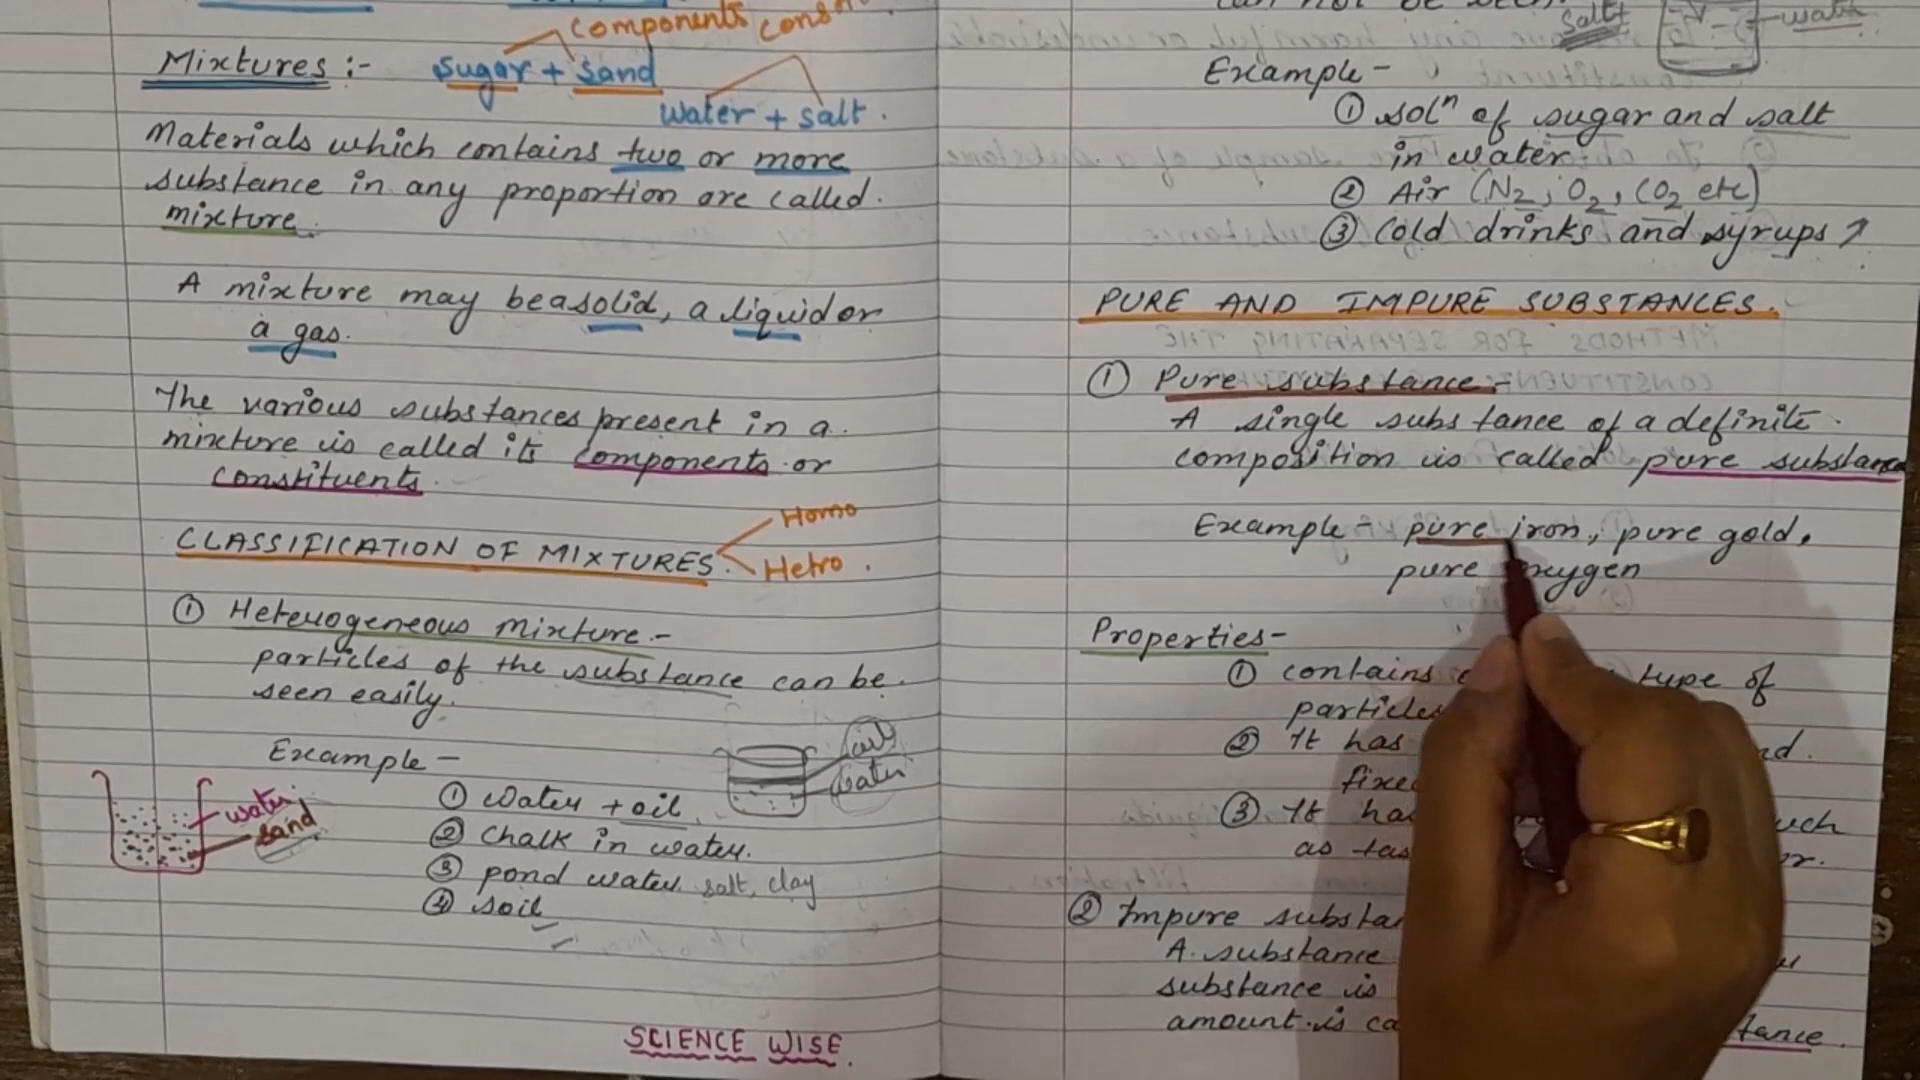 components
Mixtures :- sugar + sand
water + salt.
Materials which contains two or more
substance in any proportion are called.
mixture.
A mixture may be a solid, a liquid or
a gas.
The various substances present in a.
mixture is called its components or
constituents.
CLASSIFICATION OF MIXTURES.
Homo
Hetro.
① Heterogeneous mixture.-
particles of the substance can be.
seen easily.
Example -
① Water + oil
② Chalk in water.
③ pond water salt, clay
④ soil
water
sand
oil
water
SCIENCE WISE.
salt
water
Example -
① solⁿ of sugar and salt
in water
② Air (N2, O2, CO2 etc)
③ Cold drinks and syrups
PURE AND IMPURE SUBSTANCES.
① Pure substance:-
A single substance of a definite.
composition is called pure substance
Example - pure iron, pure gold,
pure oxygen
Properties-
① contains type of
particles
② It has
③ It has such
as
② Impure
A substance
substance is
amount is